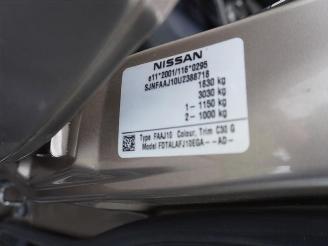 NISSAN
e11*2001/116*0295
SJNFAAJ10U2388718
1830 kg
3030 kg
1- 1150 kg
2- 1000 kg
Type FAAJ10 Colour, Trim C30 G
Model FDTALAFJ10EGA---AD-